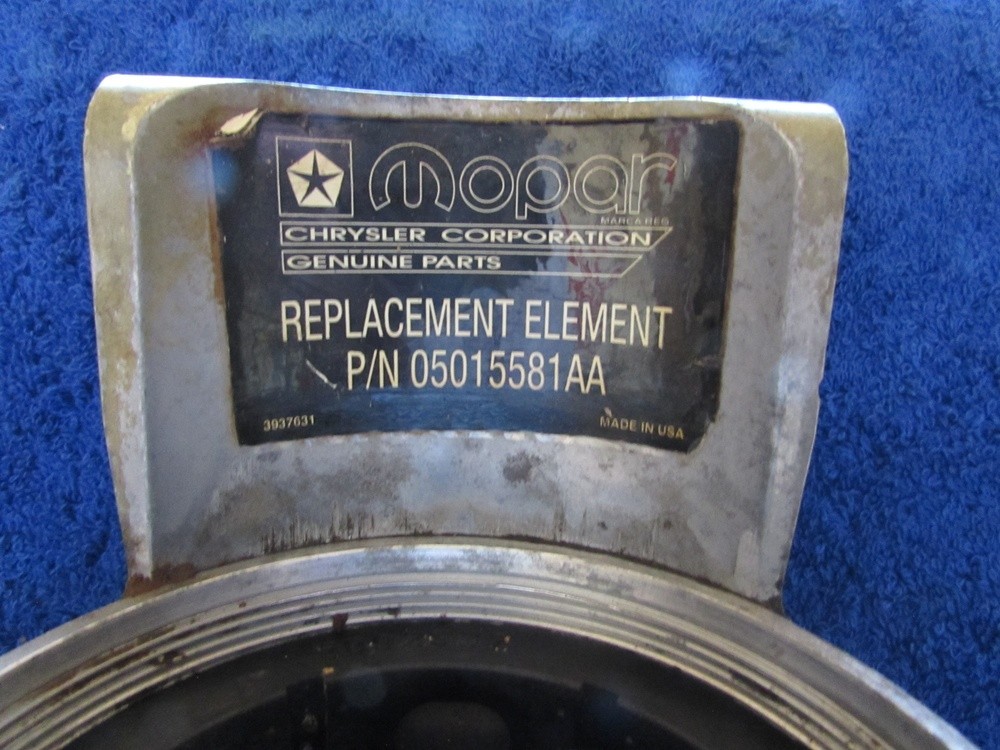 mopar
MARCA REG
CHRYSLER CORPORATION
GENUINE PARTS
REPLACEMENT ELEMENT
P/N 05015581AA
3937631
MADE IN USA